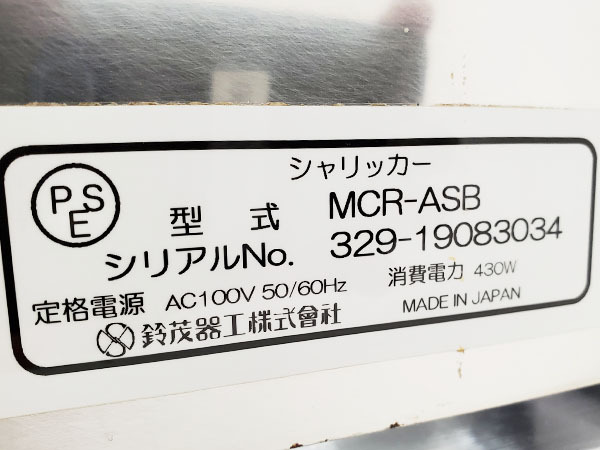 シャリッカー
PSE
型式 MCR-ASB
シリアルNo. 329-19083034
定格電源 AC100V 50/60Hz 消費電力 430W
鈴茂器工株式會社 MADE IN JAPAN